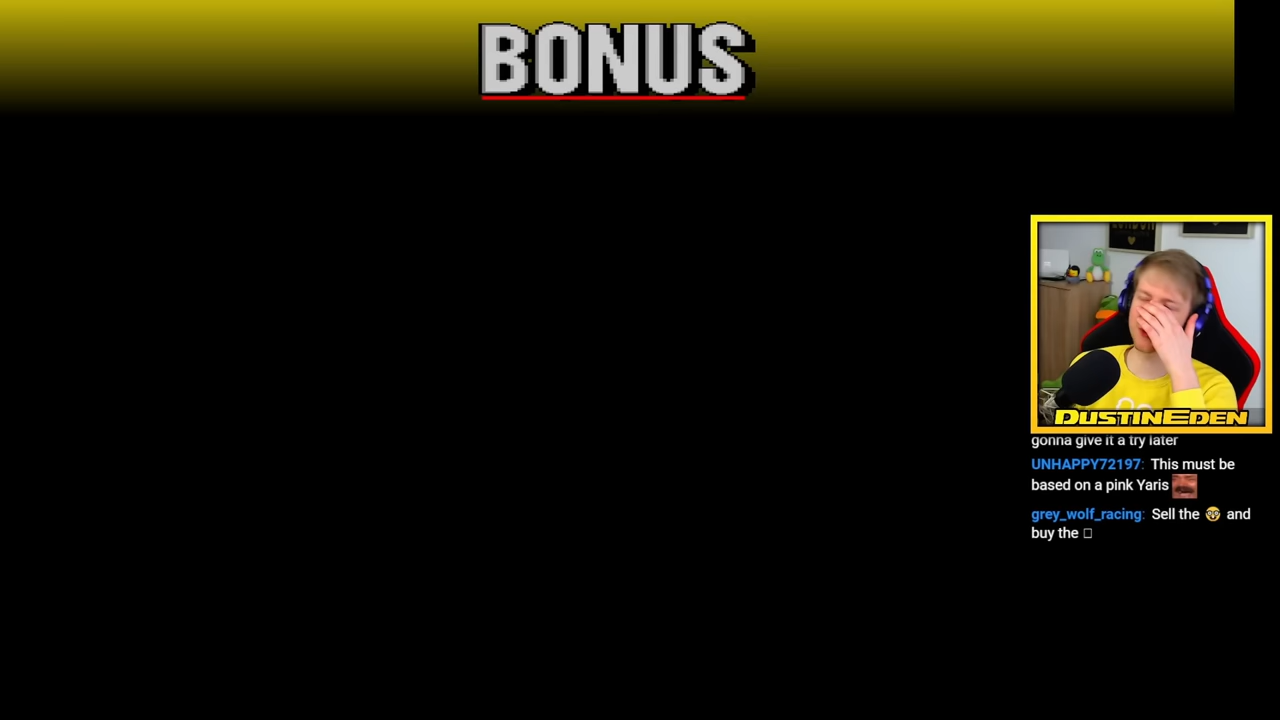 BONUS
DUSTINEDEN
gonna give it a try later
UNHAPPY72197: This must be
based on a pink Yaris
grey_wolf_racing: Sell the 🤓 and
buy the □